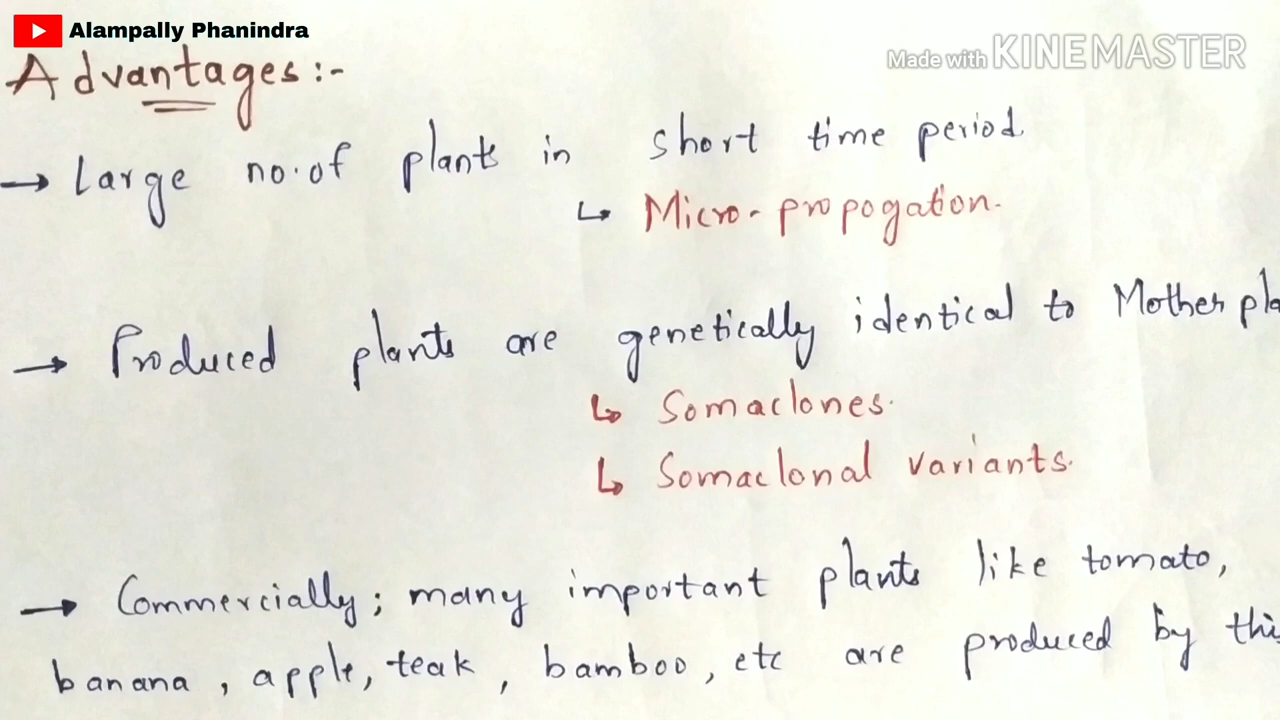 Alampally Phanindra
Made with KINEMASTER
Advantages:-
→ Large no.of plants in short time period
↳ Micro-propogation.
→ Produced plants are genetically identical to Mother pla
↳ Somaclones.
↳ Somaclonal variants.
→ Commercially; many important plants like tomato,
banana, apple, teak, bamboo, etc are produced by this